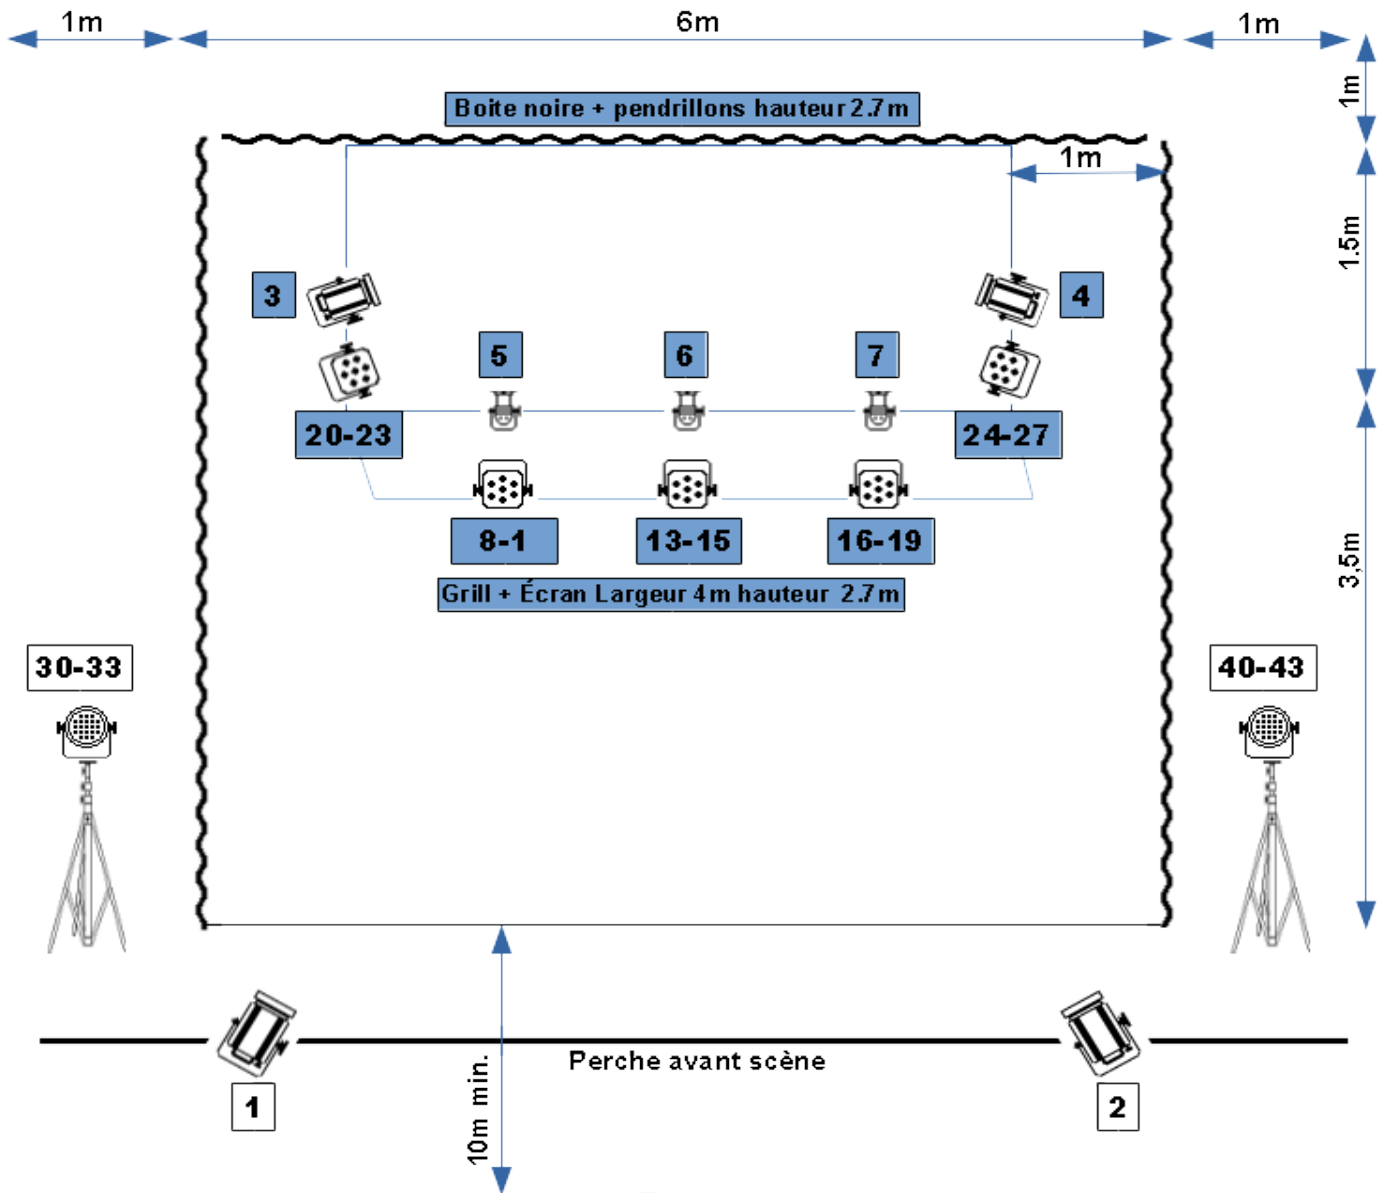 1m
6m
1m
1m
Boite noire + pendrillons hauteur 2.7m
1m
1.5m
3
4
5
6
7
20-23
24-27
8-1
13-15
16-19
Grill + Écran Largeur 4m hauteur 2.7m
3,5m
30-33
40-43
Perche avant scène
10m min.
1
2